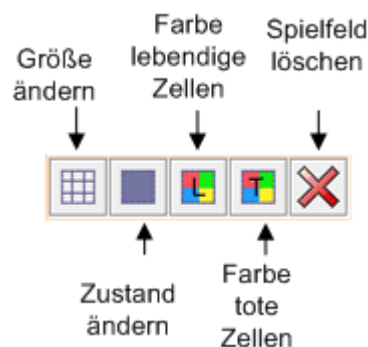 Größe
ändern
Farbe
lebendige
Zellen
Spielfeld
löschen
L
T
Zustand
ändern
Farbe
tote
Zellen